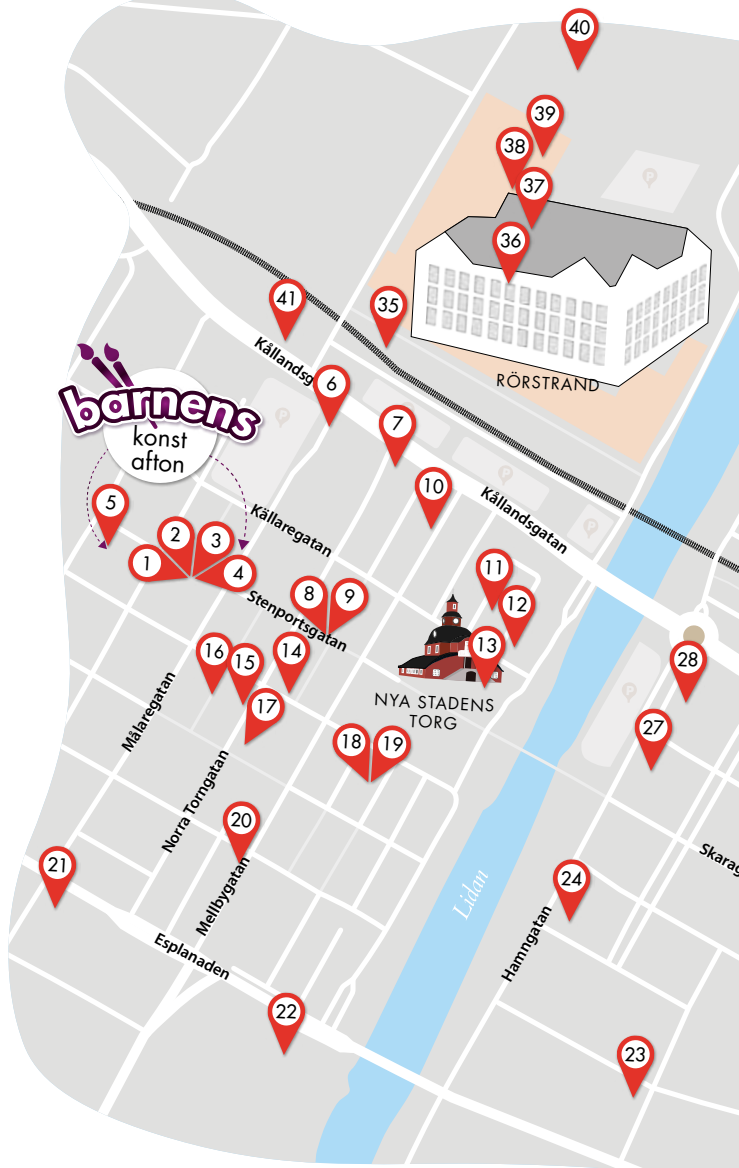 40
39
38
37
36
P
41
35
Kållandsg
RÖRSTRAND
6
barnens
konst
afton
P
7
P
10
Kållandsgatan
P
5
Källaregatan
2
3
1
4
8
9
Stenportsgatan
11
12
13
NYA STADENS
TORG
16
15
14
17
28
P
27
Målaregatan
18
19
Norra Torngatan
20
Mellbygatan
21
24
Skarag
Lidan
Hamngatan
Esplanaden
22
23